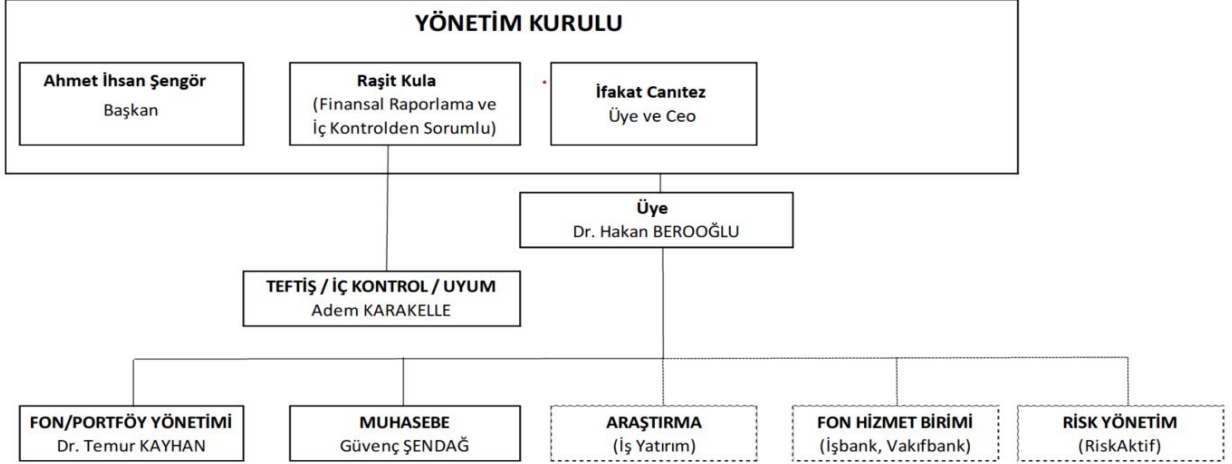 YÖNETİM KURULU
Ahmet İhsan Şengör
Başkan
Raşit Kula
(Finansal Raporlama ve
İç Kontrolden Sorumlu)
İfakat Canıtez
Üye ve Ceo
Üye
Dr. Hakan BEROOĞLU
TEFTİŞ / İÇ KONTROL / UYUM
Adem KARAKELLE
FON/PORTFÖY YÖNETİMİ
Dr. Temur KAYHAN
MUHASEBE
Güvenç ŞENDAĞ
ARAŞTIRMA
(İş Yatırım)
FON HİZMET BİRİMİ
(İşbank, Vakıfbank)
RİSK YÖNETİM
(RiskAktif)